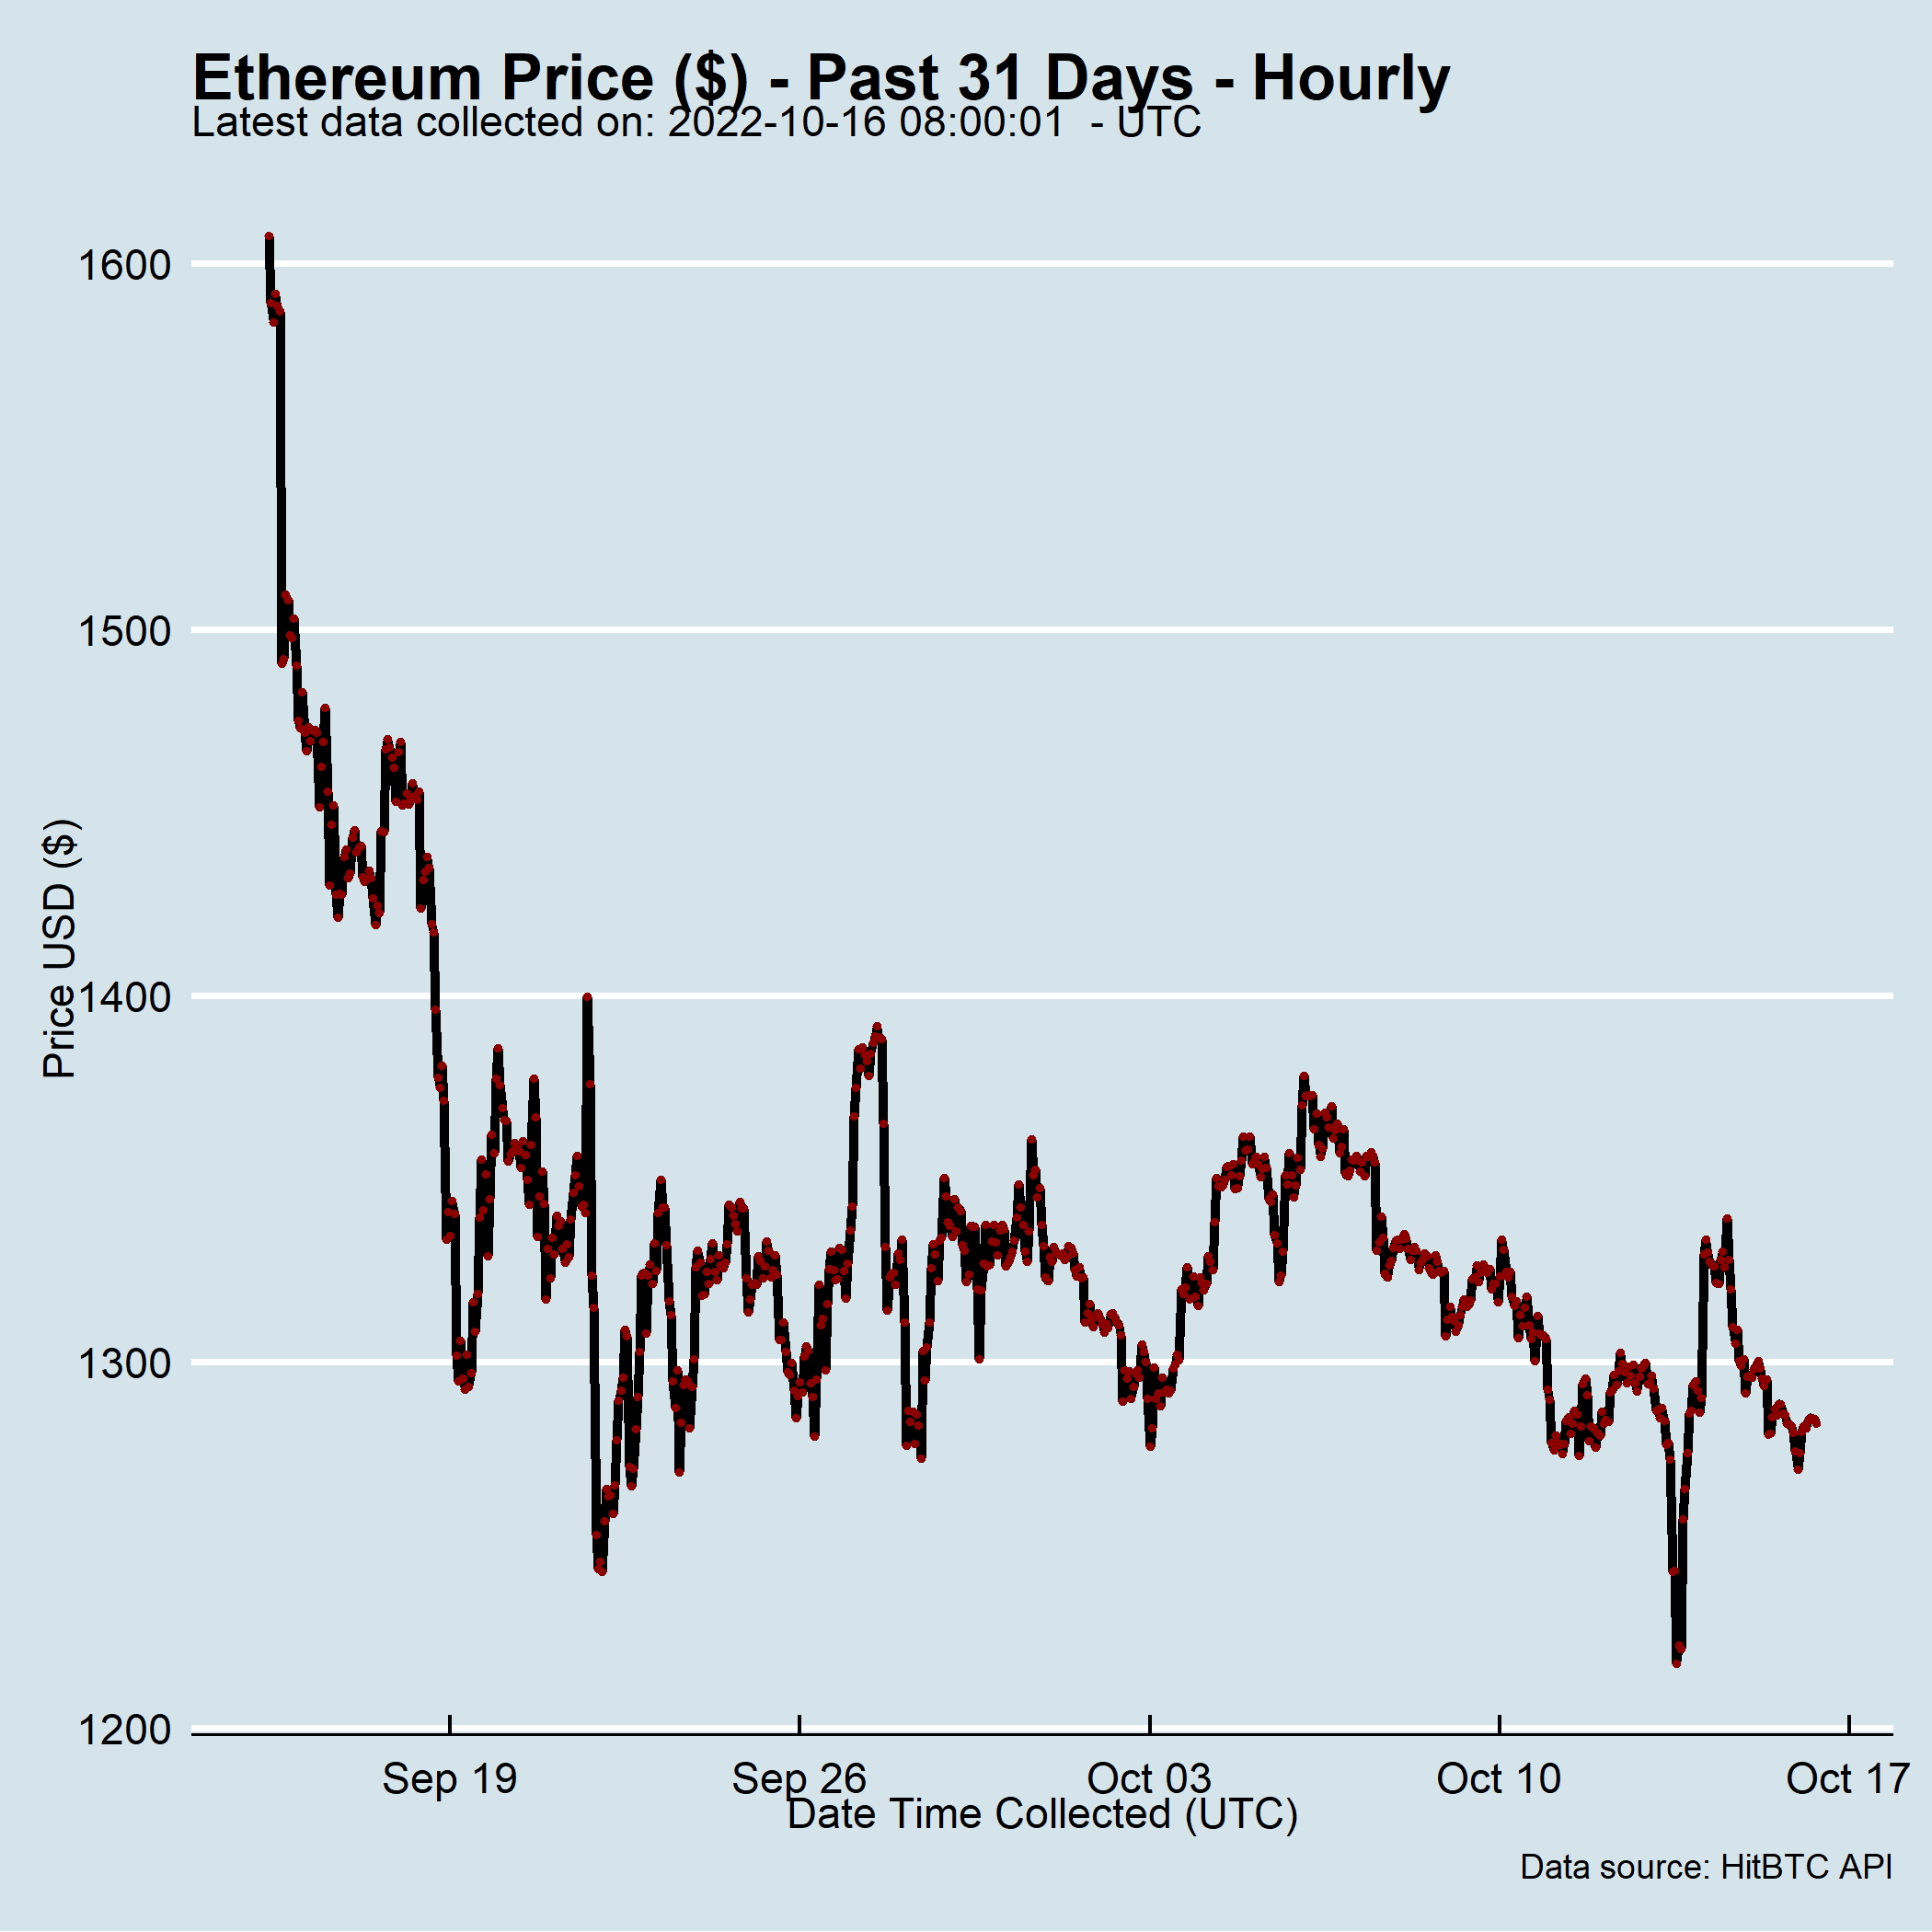 Ethereum Price ($) - Past 31 Days - Hourly
Latest data collected on: 2022-10-16 08:00:01  - UTC
1600
1500
1400
1300
1200
Price USD ($)
Sep 19
Sep 26
Oct 03
Oct 10
Oct 17
Date Time Collected (UTC)
Data source: HitBTC API